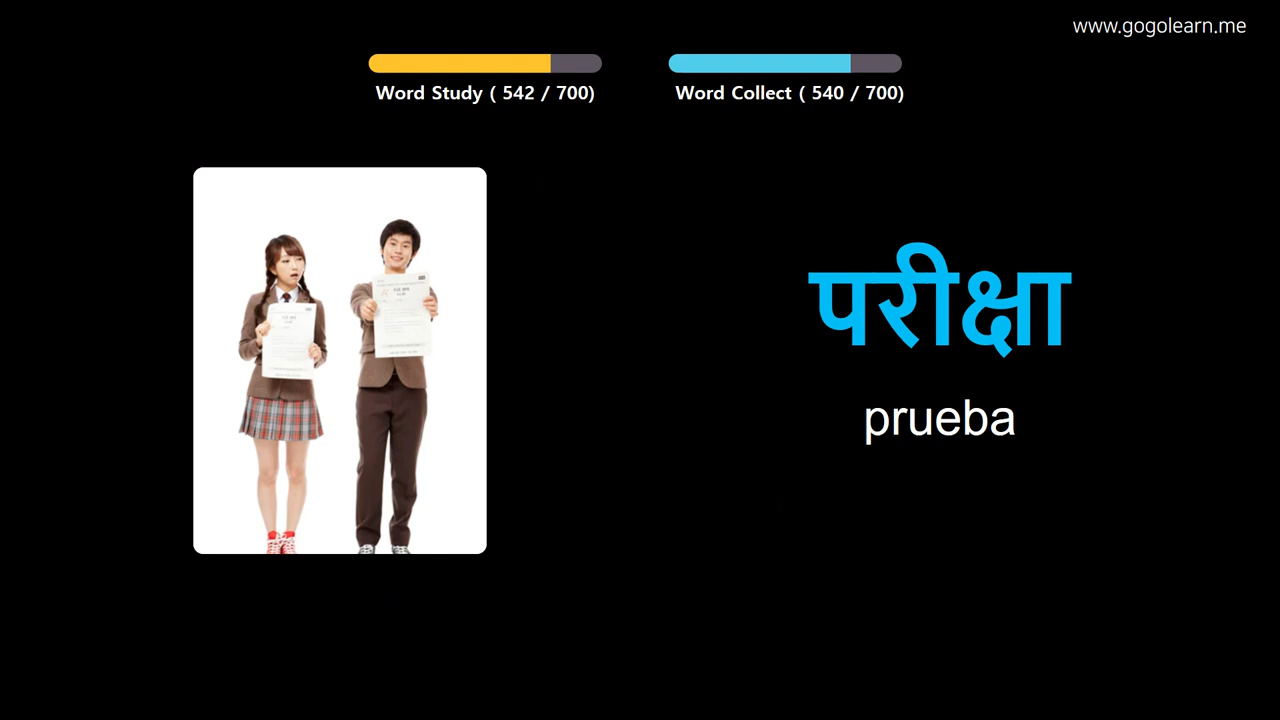 www.gogolearn.me
Word Study ( 542 / 700)
Word Collect ( 540 / 700)
परीक्षा
prueba